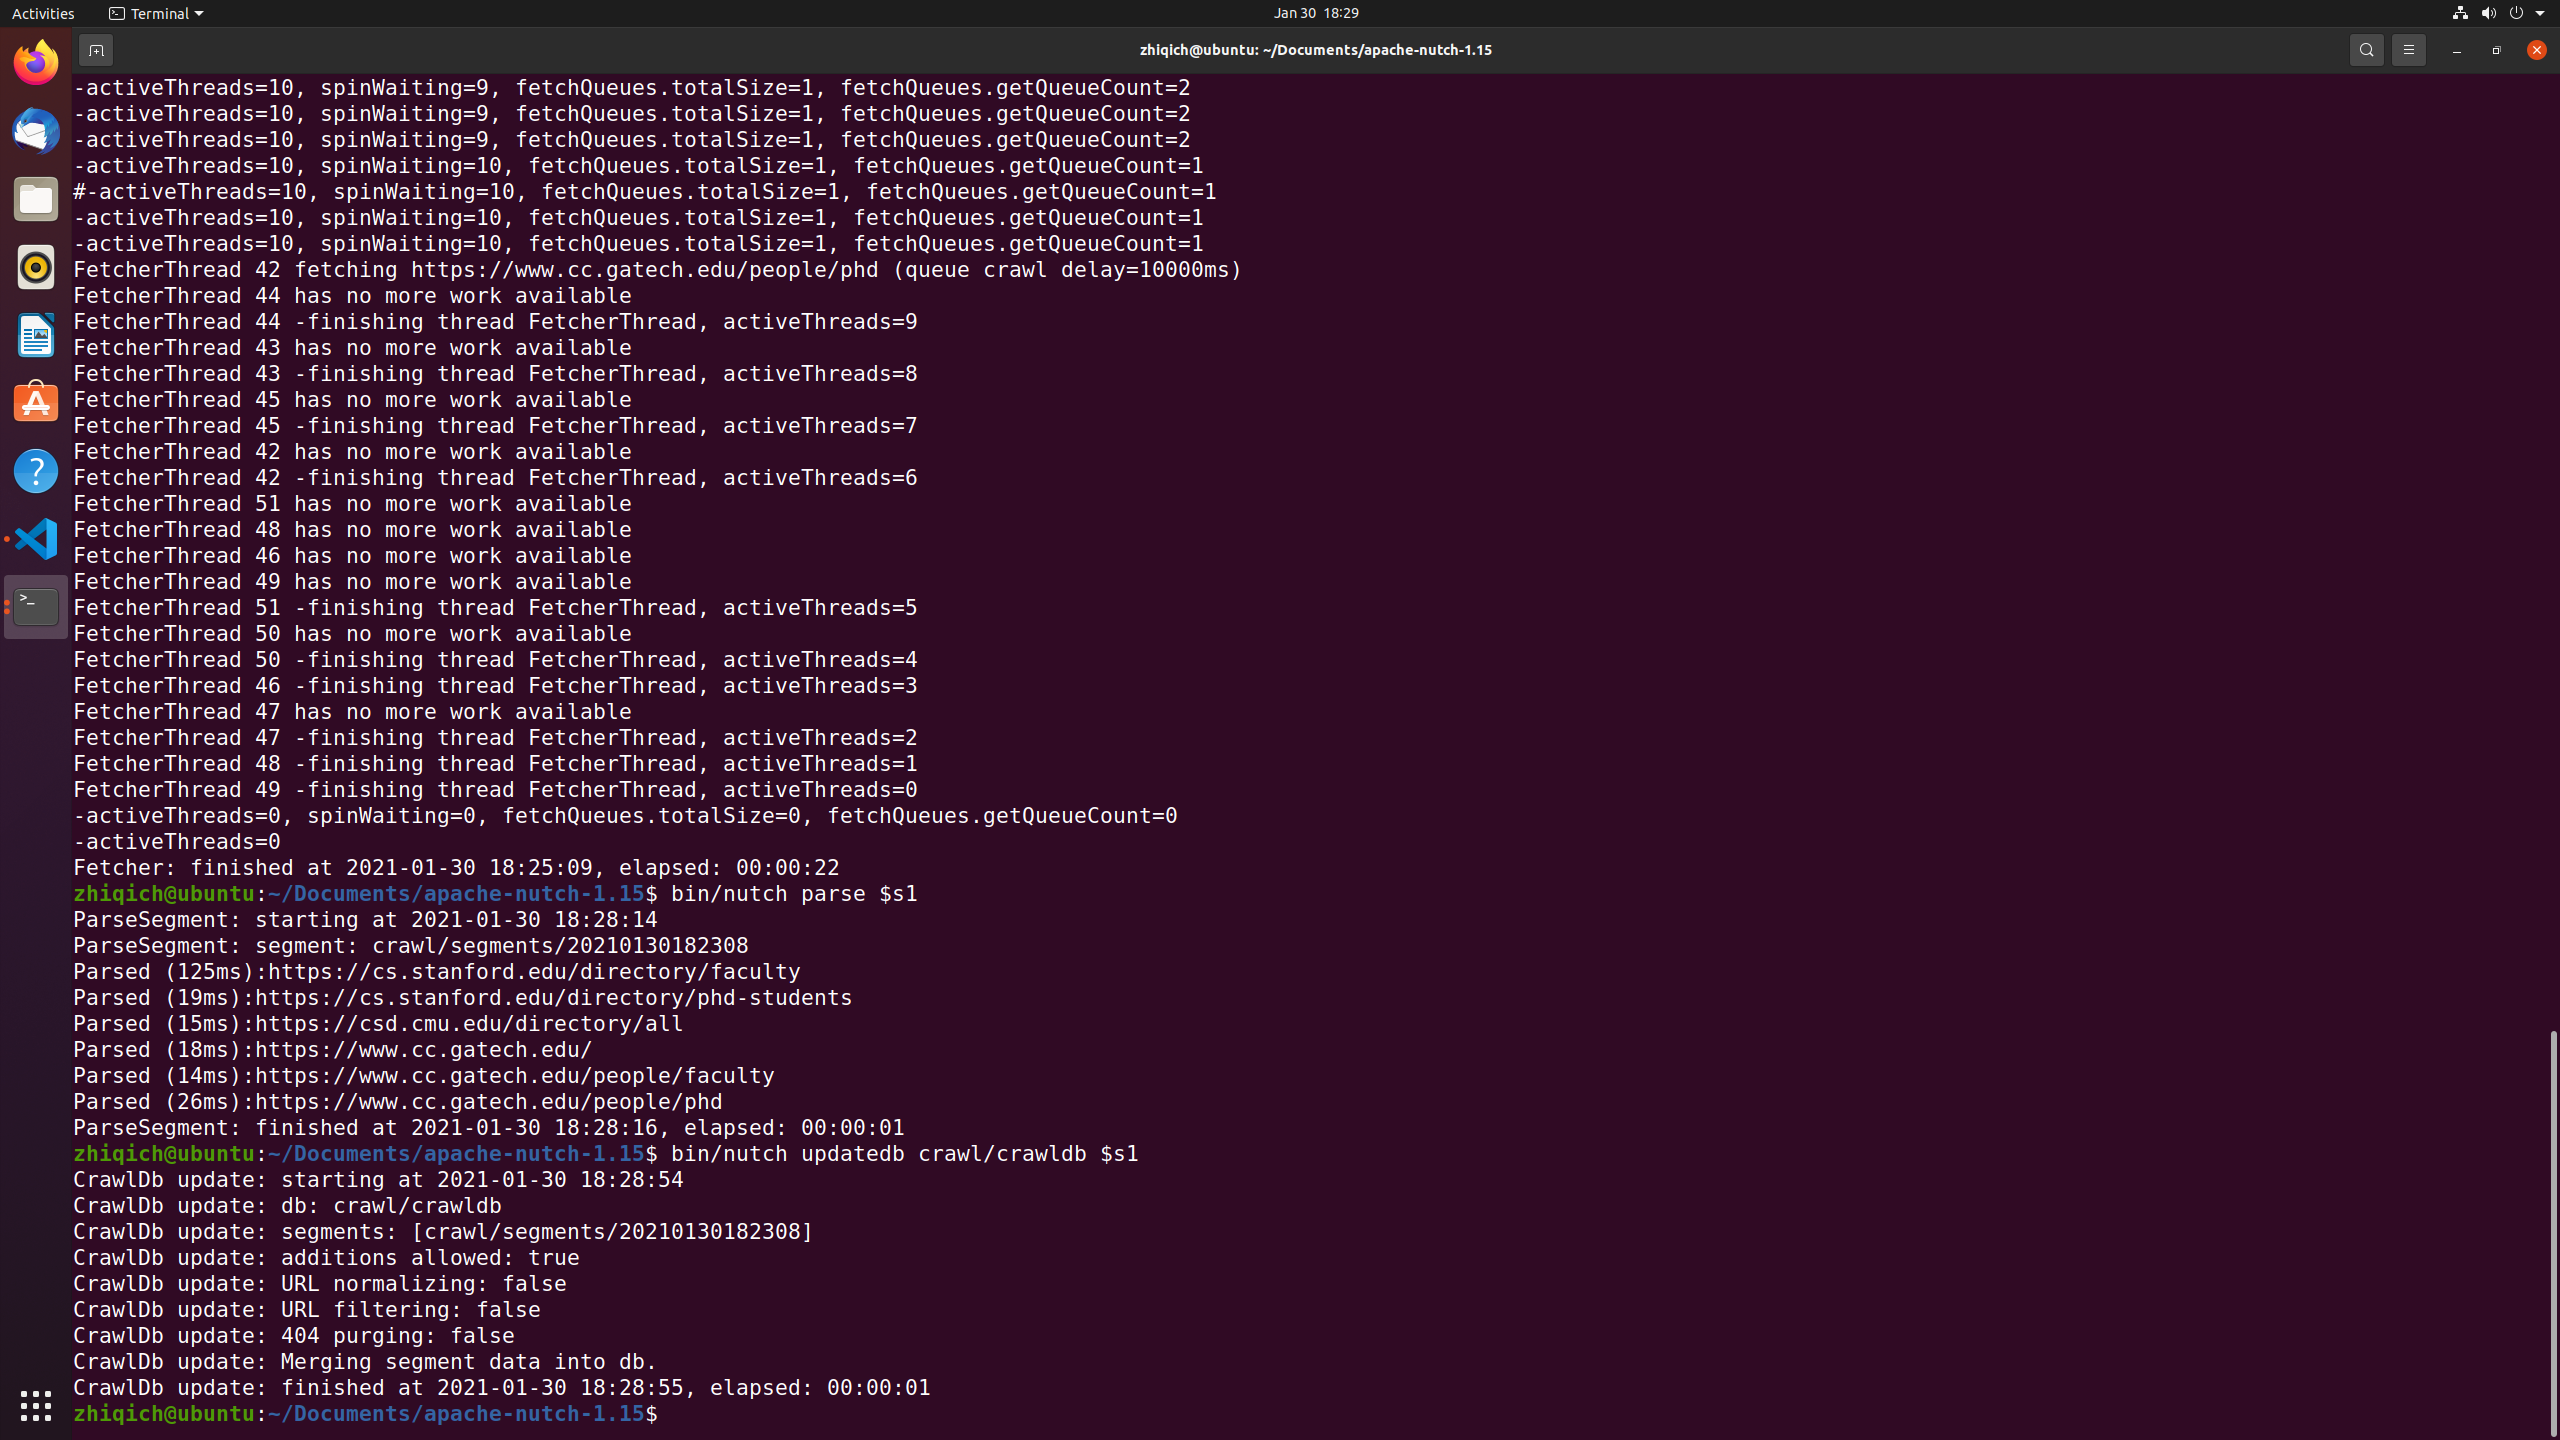 Activities
Terminal
Jan 30 18:29
zhiqich@ubuntu: ~/Documents/apache-nutch-1.15
-activeThreads=10, spinWaiting=9, fetchQueues.totalSize=1, fetchQueues.getQueueCount=2
-activeThreads=10, spinWaiting=9, fetchQueues.totalSize=1, fetchQueues.getQueueCount=2
-activeThreads=10, spinWaiting=9, fetchQueues.totalSize=1, fetchQueues.getQueueCount=2
-activeThreads=10, spinWaiting=10, fetchQueues.totalSize=1, fetchQueues.getQueueCount=1
#-activeThreads=10, spinWaiting=10, fetchQueues.totalSize=1, fetchQueues.getQueueCount=1
-activeThreads=10, spinWaiting=10, fetchQueues.totalSize=1, fetchQueues.getQueueCount=1
-activeThreads=10, spinWaiting=10, fetchQueues.totalSize=1, fetchQueues.getQueueCount=1
FetcherThread 42 fetching https://www.cc.gatech.edu/people/phd (queue crawl delay=10000ms)
FetcherThread 44 has no more work available
FetcherThread 44 -finishing thread FetcherThread, activeThreads=9
FetcherThread 43 has no more work available
FetcherThread 43 -finishing thread FetcherThread, activeThreads=8
FetcherThread 45 has no more work available
FetcherThread 45 -finishing thread FetcherThread, activeThreads=7
FetcherThread 42 has no more work available
FetcherThread 42 -finishing thread FetcherThread, activeThreads=6
FetcherThread 51 has no more work available
FetcherThread 48 has no more work available
FetcherThread 46 has no more work available
FetcherThread 49 has no more work available
FetcherThread 51 -finishing thread FetcherThread, activeThreads=5
FetcherThread 50 has no more work available
FetcherThread 50 -finishing thread FetcherThread, activeThreads=4
FetcherThread 46 -finishing thread FetcherThread, activeThreads=3
FetcherThread 47 has no more work available
FetcherThread 47 -finishing thread FetcherThread, activeThreads=2
FetcherThread 48 -finishing thread FetcherThread, activeThreads=1
FetcherThread 49 -finishing thread FetcherThread, activeThreads=0
-activeThreads=0, spinWaiting=0, fetchQueues.totalSize=0, fetchQueues.getQueueCount=0
-activeThreads=0
Fetcher: finished at 2021-01-30 18:25:09, elapsed: 00:00:22
zhiqich@ubuntu:~/Documents/apache-nutch-1.15$ bin/nutch parse $s1
ParseSegment: starting at 2021-01-30 18:28:14
ParseSegment: segment: crawl/segments/20210130182308
Parsed (125ms):https://cs.stanford.edu/directory/faculty
Parsed (19ms):https://cs.stanford.edu/directory/phd-students
Parsed (15ms):https://csd.cmu.edu/directory/all
Parsed (18ms):https://www.cc.gatech.edu/
Parsed (14ms):https://www.cc.gatech.edu/people/faculty
Parsed (26ms):https://www.cc.gatech.edu/people/phd
ParseSegment: finished at 2021-01-30 18:28:16, elapsed: 00:00:01
zhiqich@ubuntu:~/Documents/apache-nutch-1.15$ bin/nutch updatedb crawl/crawldb $s1
CrawlDb update: starting at 2021-01-30 18:28:54
CrawlDb update: db: crawl/crawldb
CrawlDb update: segments: [crawl/segments/20210130182308]
CrawlDb update: additions allowed: true
CrawlDb update: URL normalizing: false
CrawlDb update: URL filtering: false
CrawlDb update: 404 purging: false
CrawlDb update: Merging segment data into db.
CrawlDb update: finished at 2021-01-30 18:28:55, elapsed: 00:00:01
zhiqich@ubuntu:~/Documents/apache-nutch-1.15$